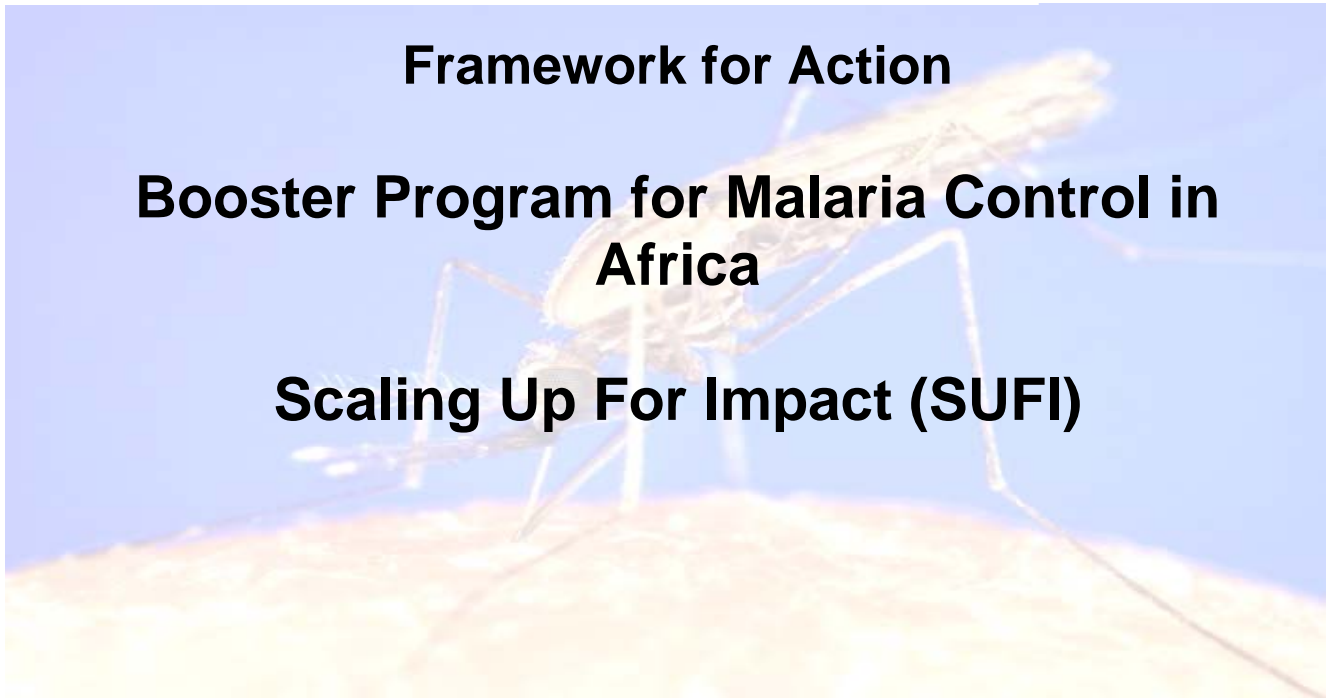 Framework for Action
Booster Program for Malaria Control in
Africa
Scaling Up For Impact (SUFI)